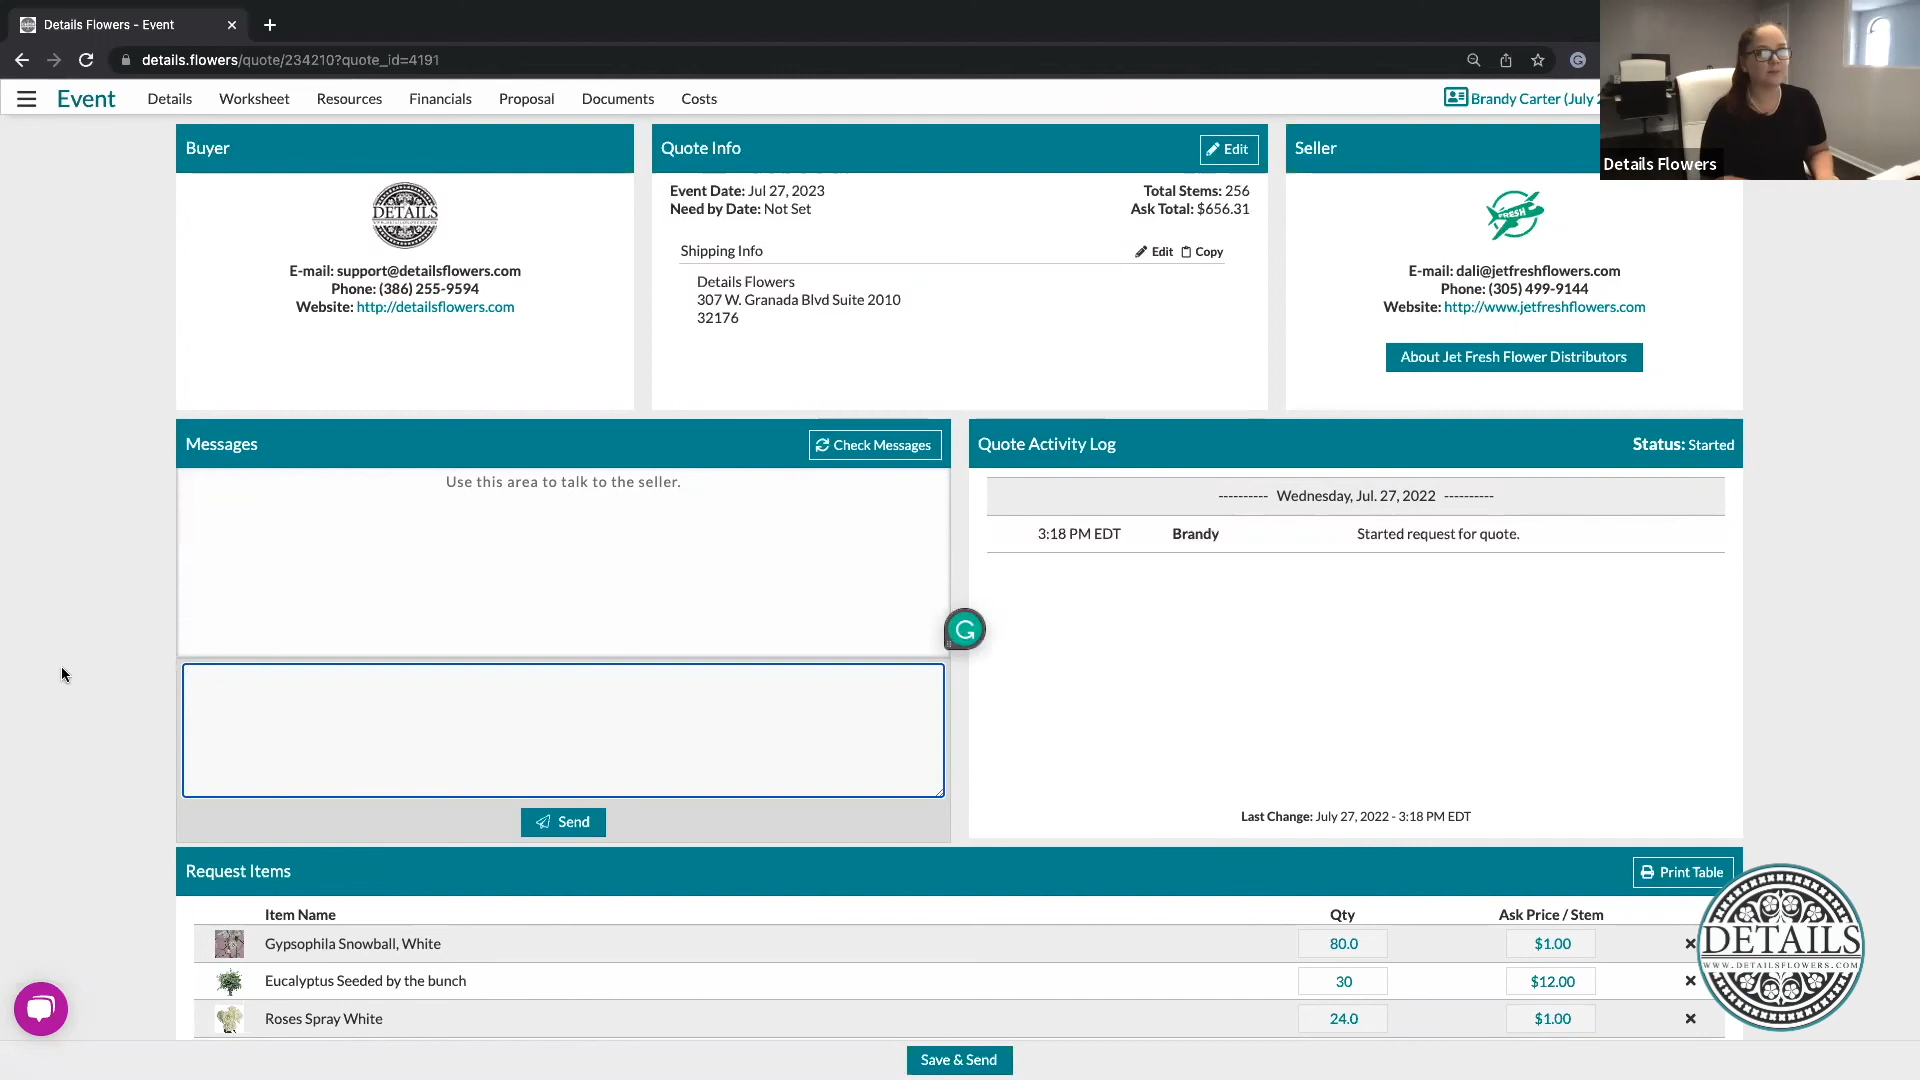 Details Flowers - Event
details.flowers/quote/234210?quote_id=4191
Event Details Worksheet Resources Financials Proposal Documents Costs
Brandy Carter (July
Details Flowers
Buyer
DETAILS
WWW.DETAILSFLOWERS.COM
E-mail: support@detailsflowers.com
Phone: (386) 255-9594
Website: http://detailsflowers.com
Quote Info
Edit
Event Date: Jul 27, 2023
Total Stems: 256
Need by Date: Not Set
Ask Total: $656.31
Shipping Info
Edit Copy
Details Flowers
307 W. Granada Blvd Suite 2010
32176
Seller
FRESH
E-mail: dali@jetfreshflowers.com
Phone: (305) 499-9144
Website: http://www.jetfreshflowers.com
About Jet Fresh Flower Distributors
Messages
Check Messages
Use this area to talk to the seller.
Send
Quote Activity Log
Status: Started
---------- Wednesday, Jul. 27, 2022 ----------
3:18 PM EDT Brandy Started request for quote.
Last Change: July 27, 2022 - 3:18 PM EDT
Request Items
Print Table
Item Name Qty Ask Price / Stem
Gypsophila Snowball, White 80.0 $1.00
Eucalyptus Seeded by the bunch 30 $12.00
Roses Spray White 24.0 $1.00
Save & Send
DETAILS
WWW.DETAILSFLOWERS.COM